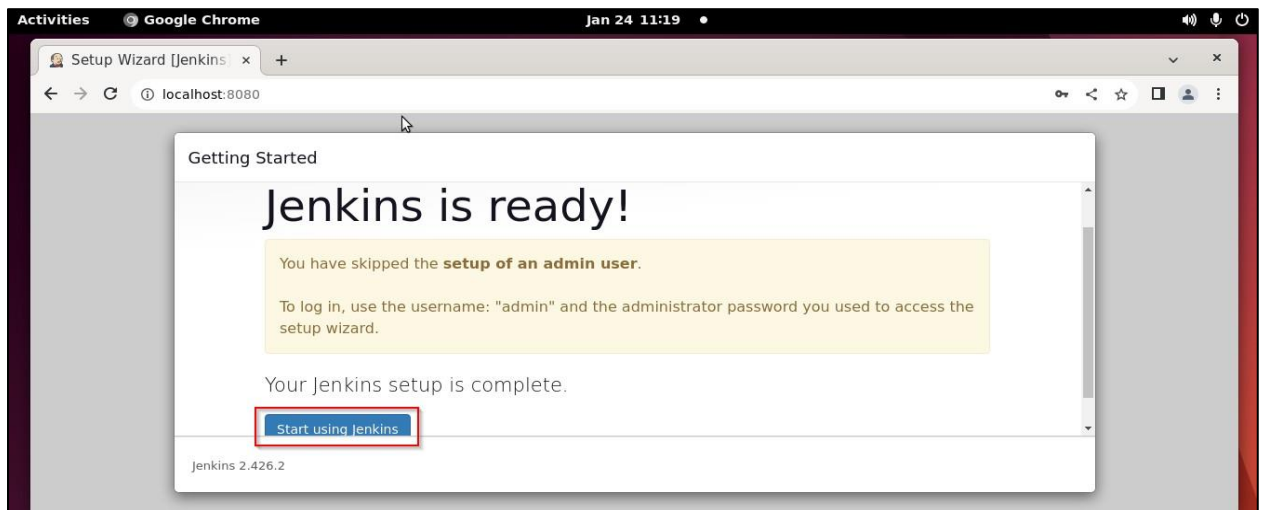 Activities Google Chrome Jan 24 11:19
Setup Wizard [Jenkins]
localhost:8080
Getting Started
Jenkins is ready!
You have skipped the setup of an admin user.
To log in, use the username: "admin" and the administrator password you used to access the
setup wizard.
Your Jenkins setup is complete.
Start using Jenkins
Jenkins 2.426.2